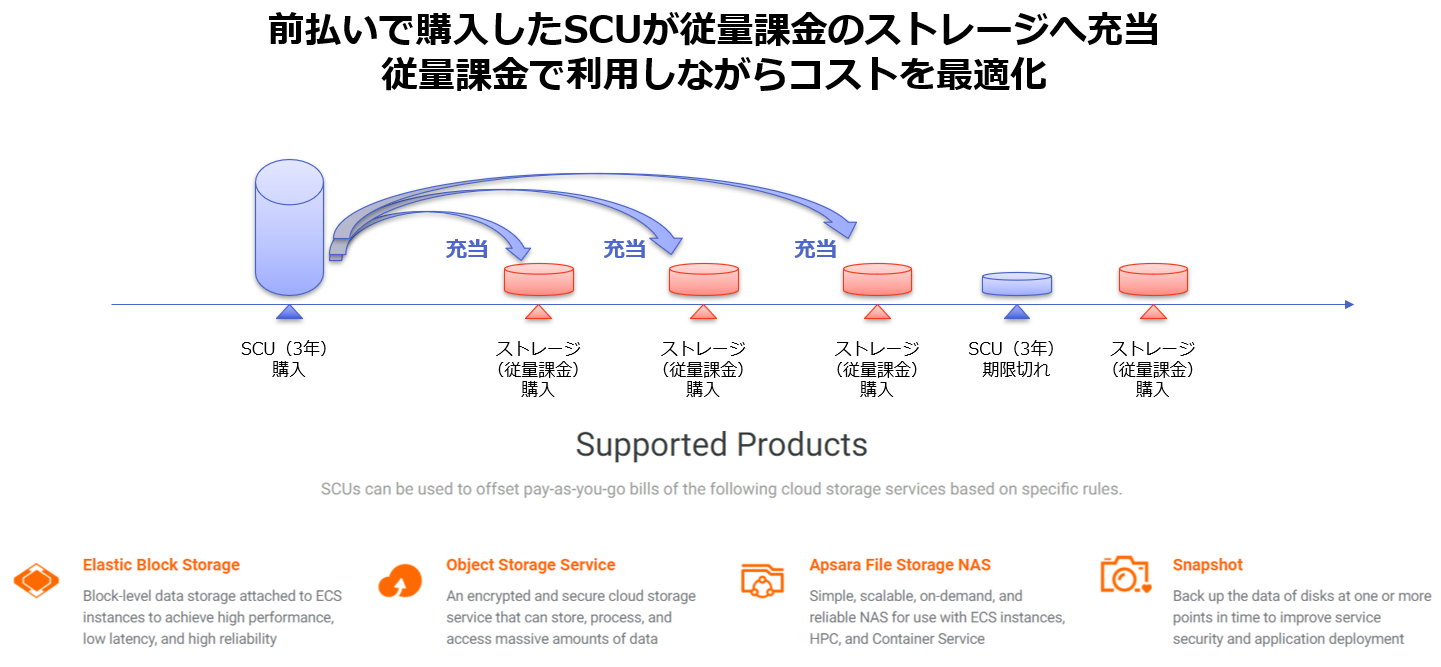 前払いで購入したSCUが従量課金のストレージへ充当
従量課金で利用しながらコストを最適化
充当
充当
充当
SCU（3年）
購入
ストレージ
（従量課金）
購入
ストレージ
（従量課金）
購入
ストレージ
（従量課金）
購入
SCU（3年）
期限切れ
ストレージ
（従量課金）
購入
Supported Products
SCUs can be used to offset pay-as-you-go bills of the following cloud storage services based on specific rules.
Elastic Block Storage
Block-level data storage attached to ECS
instances to achieve high performance,
low latency, and high reliability
Object Storage Service
An encrypted and secure cloud storage
service that can store, process, and
access massive amounts of data
Apsara File Storage NAS
Simple, scalable, on-demand, and
reliable NAS for use with ECS instances,
HPC, and Container Service
Snapshot
Back up the data of disks at one or more
points in time to improve service
security and application deployment